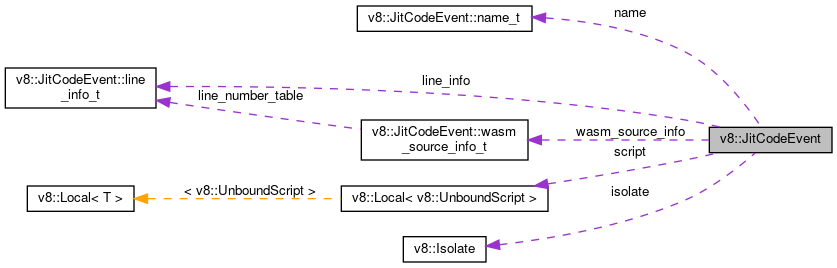 v8::JitCodeEvent::name_t
name
v8::JitCodeEvent::line
_info_t
line_info
line_number_table
v8::JitCodeEvent::wasm
_source_info_t
wasm_source_info
v8::JitCodeEvent
script
v8::Local< T >
< v8::UnboundScript >
v8::Local< v8::UnboundScript >
isolate
v8::Isolate